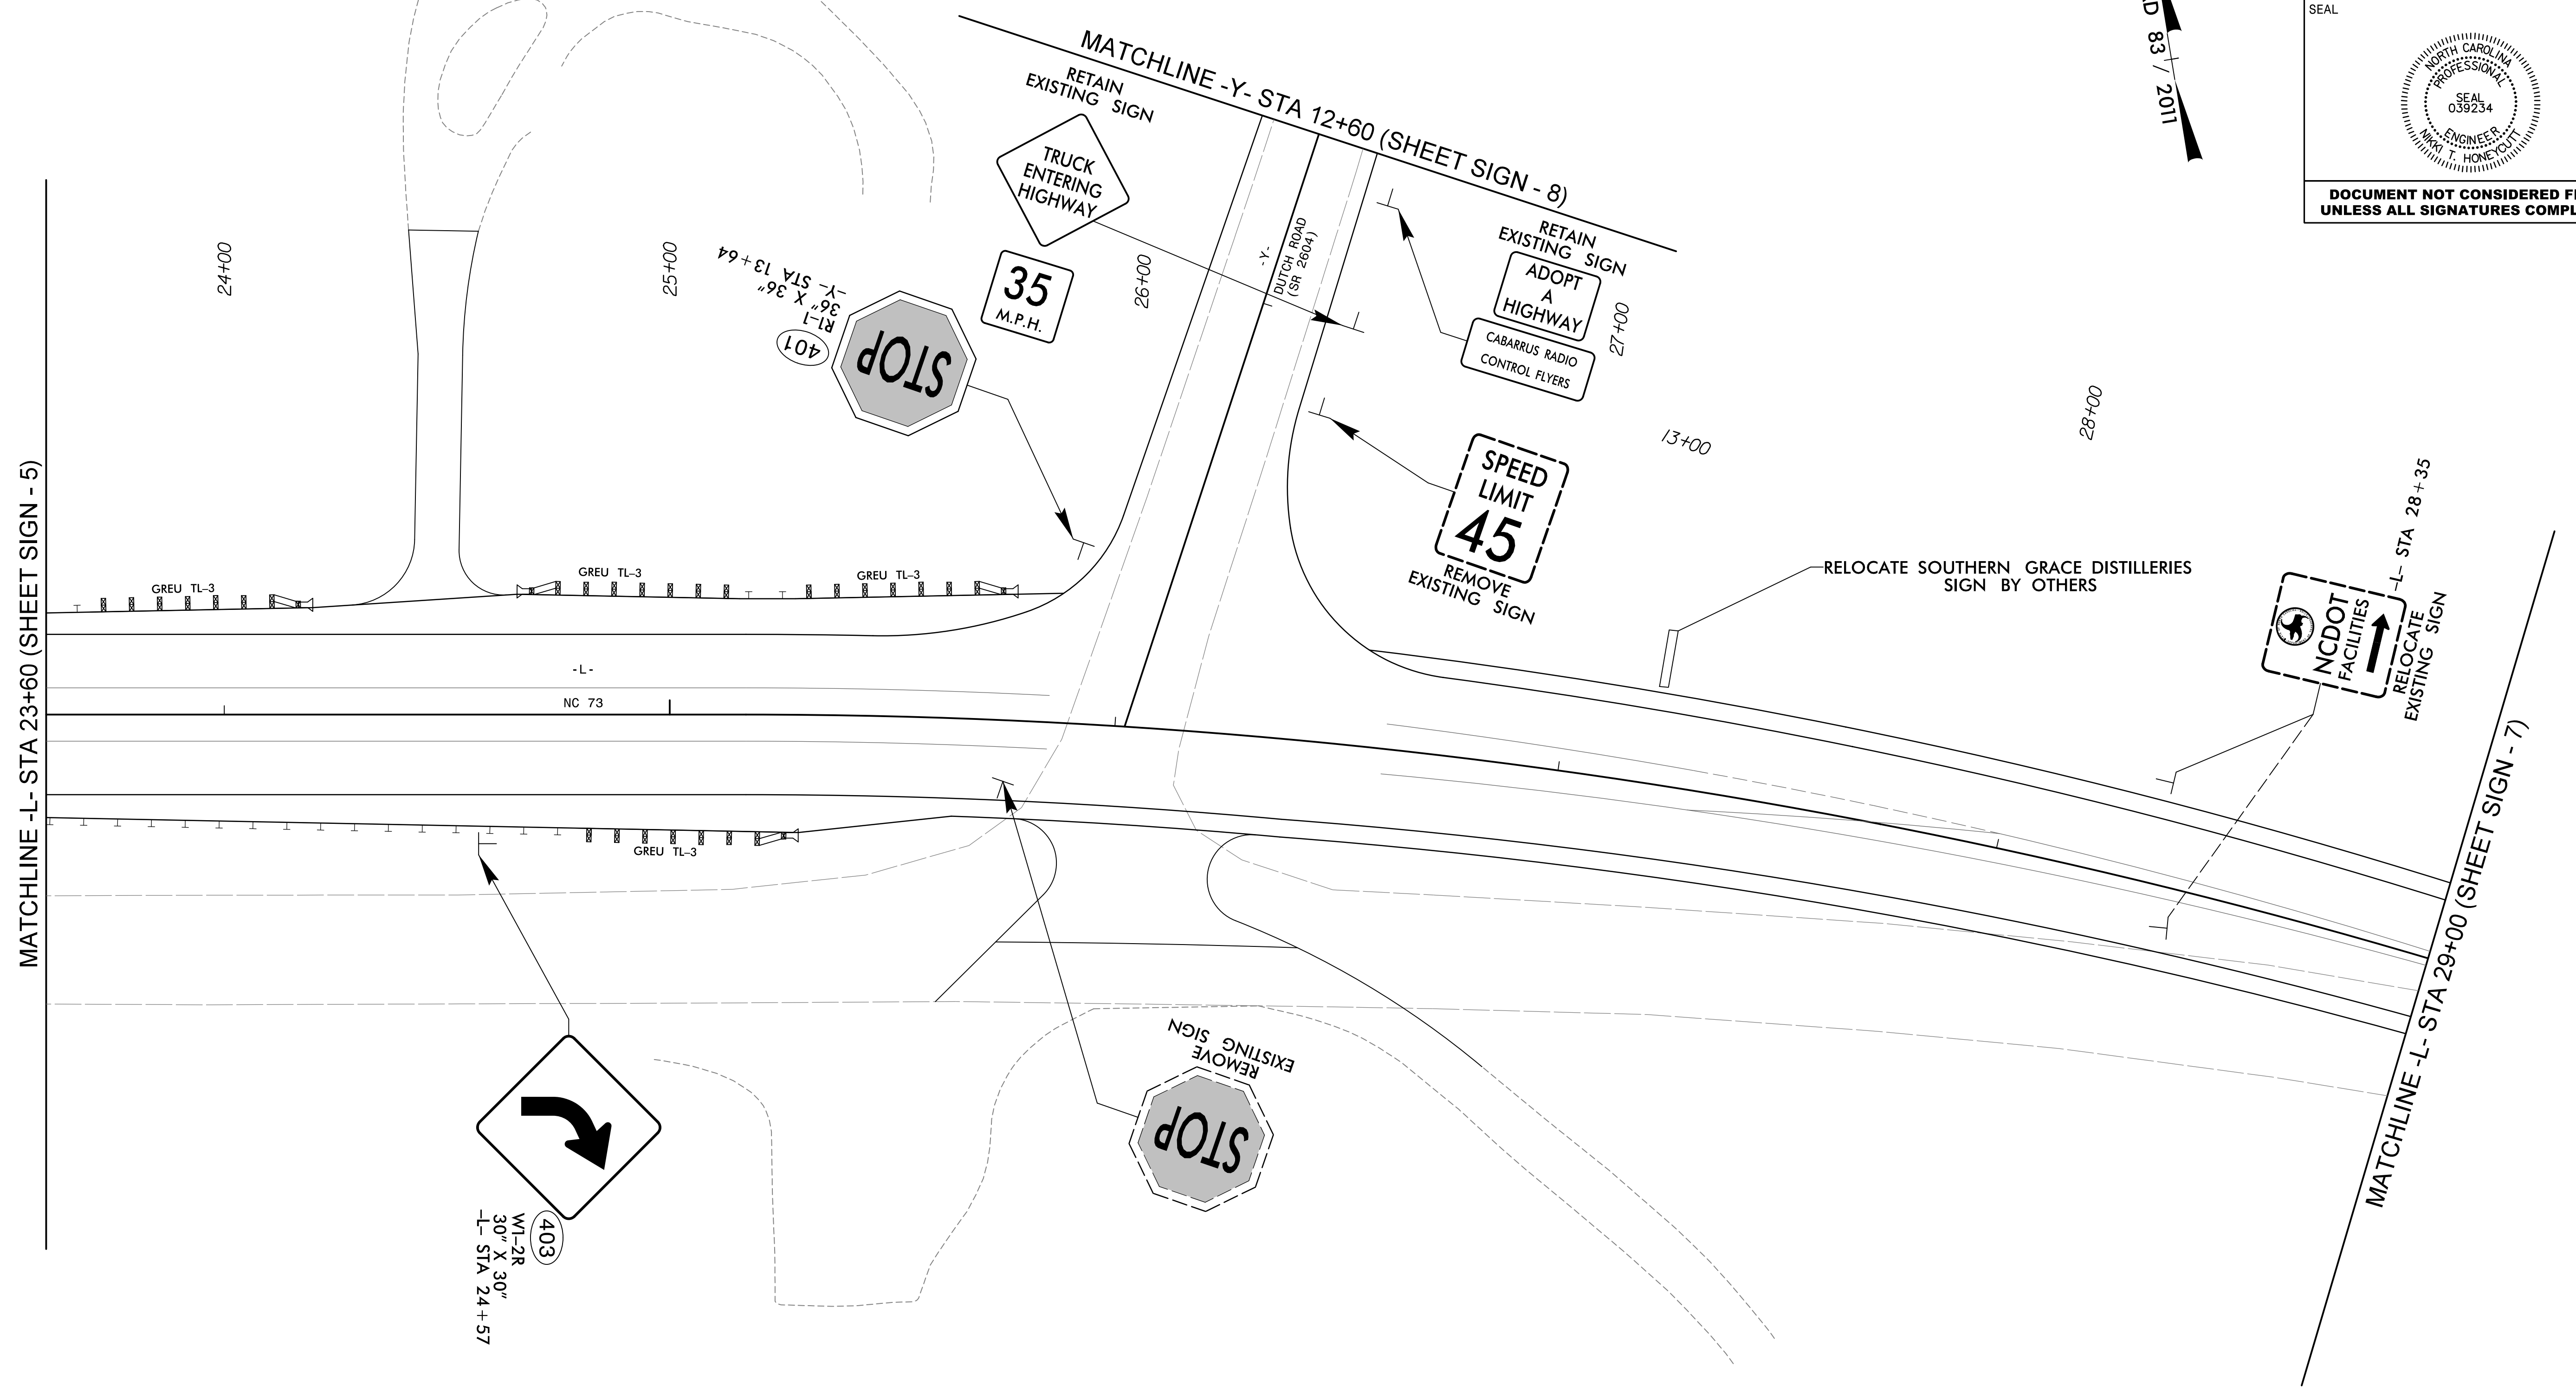 MATCHLINE -L- STA 23+60 (SHEET SIGN - 5)
24+00
25+00
26+00
27+00
28+00
13+00
MATCHLINE -Y- STA 12+60 (SHEET SIGN - 8)
RETAIN
EXISTING SIGN
TRUCK
ENTERING
HIGHWAY
35
M.P.H.
-Y- STA 13+64
36" X 36"
R1-1
401
STOP
-Y-
DUTCH ROAD
(SR 2604)
RETAIN
EXISTING SIGN
ADOPT
A
HIGHWAY
CABARRUS RADIO
CONTROL FLYERS
SPEED
LIMIT
45
REMOVE
EXISTING SIGN
RELOCATE SOUTHERN GRACE DISTILLERIES
SIGN BY OTHERS
NCDOT
FACILITIES
RELOCATE
EXISTING SIGN
-L- STA 28+35
GREU TL-3
GREU TL-3
GREU TL-3
-L-
NC 73
GREU TL-3
403
W1-2R
30" X 30"
-L- STA 24+57
REMOVE
EXISTING SIGN
STOP
MATCHLINE -L- STA 29+00 (SHEET SIGN - 7)
83 / 2011
SEAL
NORTH CAROLINA
PROFESSIONAL
SEAL
039234
ENGINEER
NIKKI T. HONEYCUTT
DOCUMENT NOT CONSIDERED
UNLESS ALL SIGNATURES